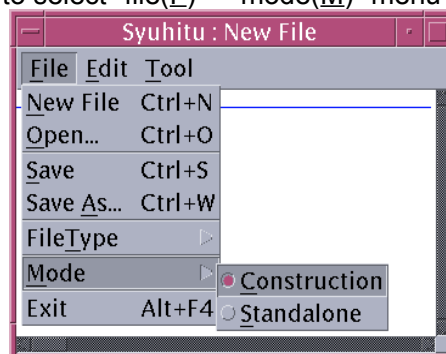 to select "file(F)" - "mode(M)" menu
Syuhitu : New File
File Edit Tool
New File Ctrl+N
Open... Ctrl+O
Save Ctrl+S
Save As... Ctrl+W
FileType
Mode
Construction
Exit Alt+F4
Standalone